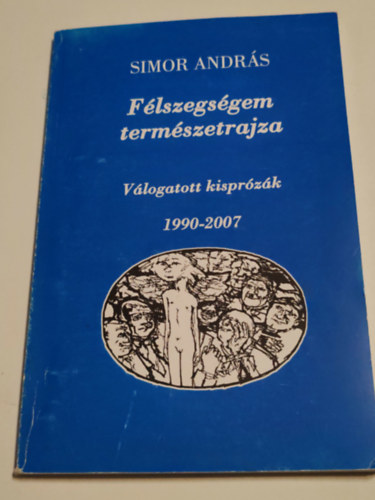 SIMOR ANDRÁS
Félszegségem
természetrajza
Válogatott kisprózák
1990-2007